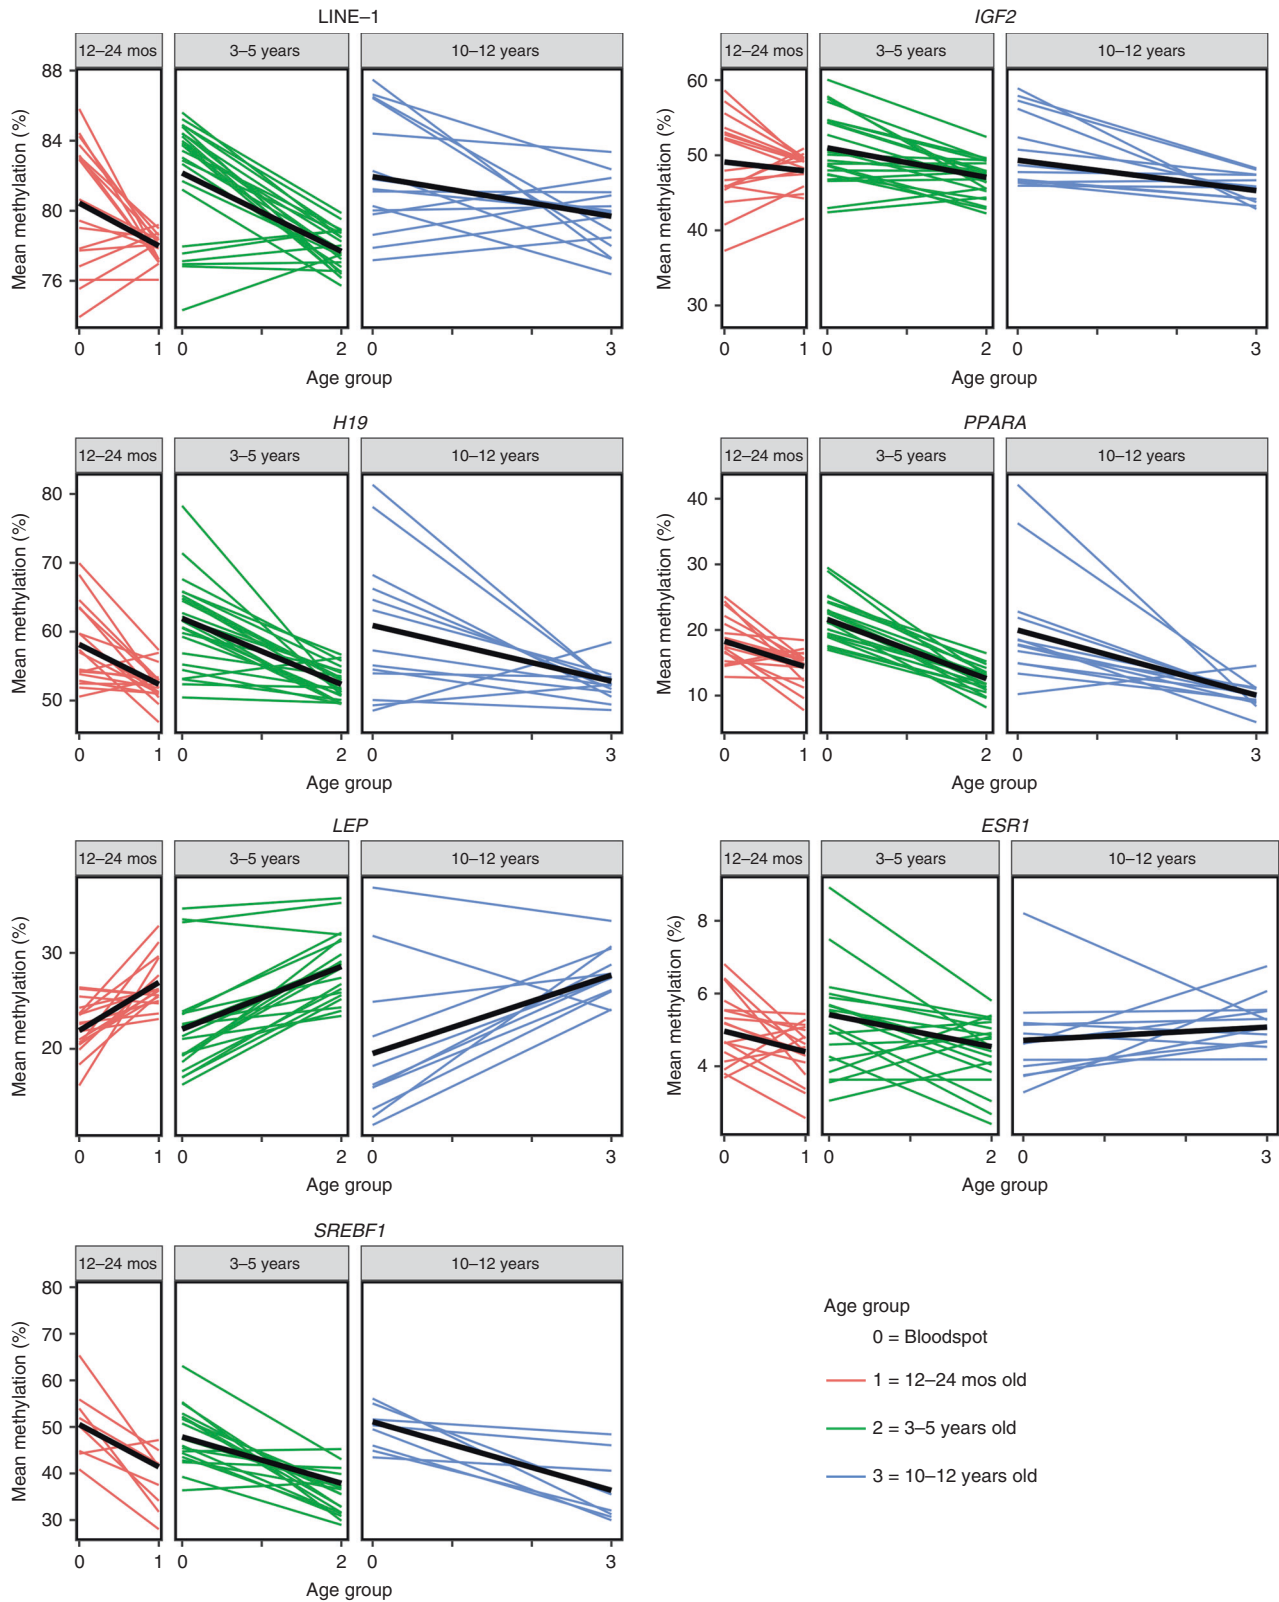 LINE–1
12–24 mos 3–5 years 10–12 years
Mean methylation (%)
88
84
80
76
0 1 0 2 0 3
Age group
IGF2
12–24 mos 3–5 years 10–12 years
Mean methylation (%)
60
50
40
30
0 1 0 2 0 3
Age group
H19
12–24 mos 3–5 years 10–12 years
Mean methylation (%)
80
70
60
50
0 1 0 2 0 3
Age group
PPARA
12–24 mos 3–5 years 10–12 years
Mean methylation (%)
40
30
20
10
0 1 0 2 0 3
Age group
LEP
12–24 mos 3–5 years 10–12 years
Mean methylation (%)
30
20
0 1 0 2 0 3
Age group
ESR1
12–24 mos 3–5 years 10–12 years
Mean methylation (%)
8
6
4
0 1 0 2 0 3
Age group
SREBF1
12–24 mos 3–5 years 10–12 years
Mean methylation (%)
80
70
60
50
40
30
0 1 0 2 0 3
Age group
Age group
0 = Bloodspot
1 = 12–24 mos old
2 = 3–5 years old
3 = 10–12 years old